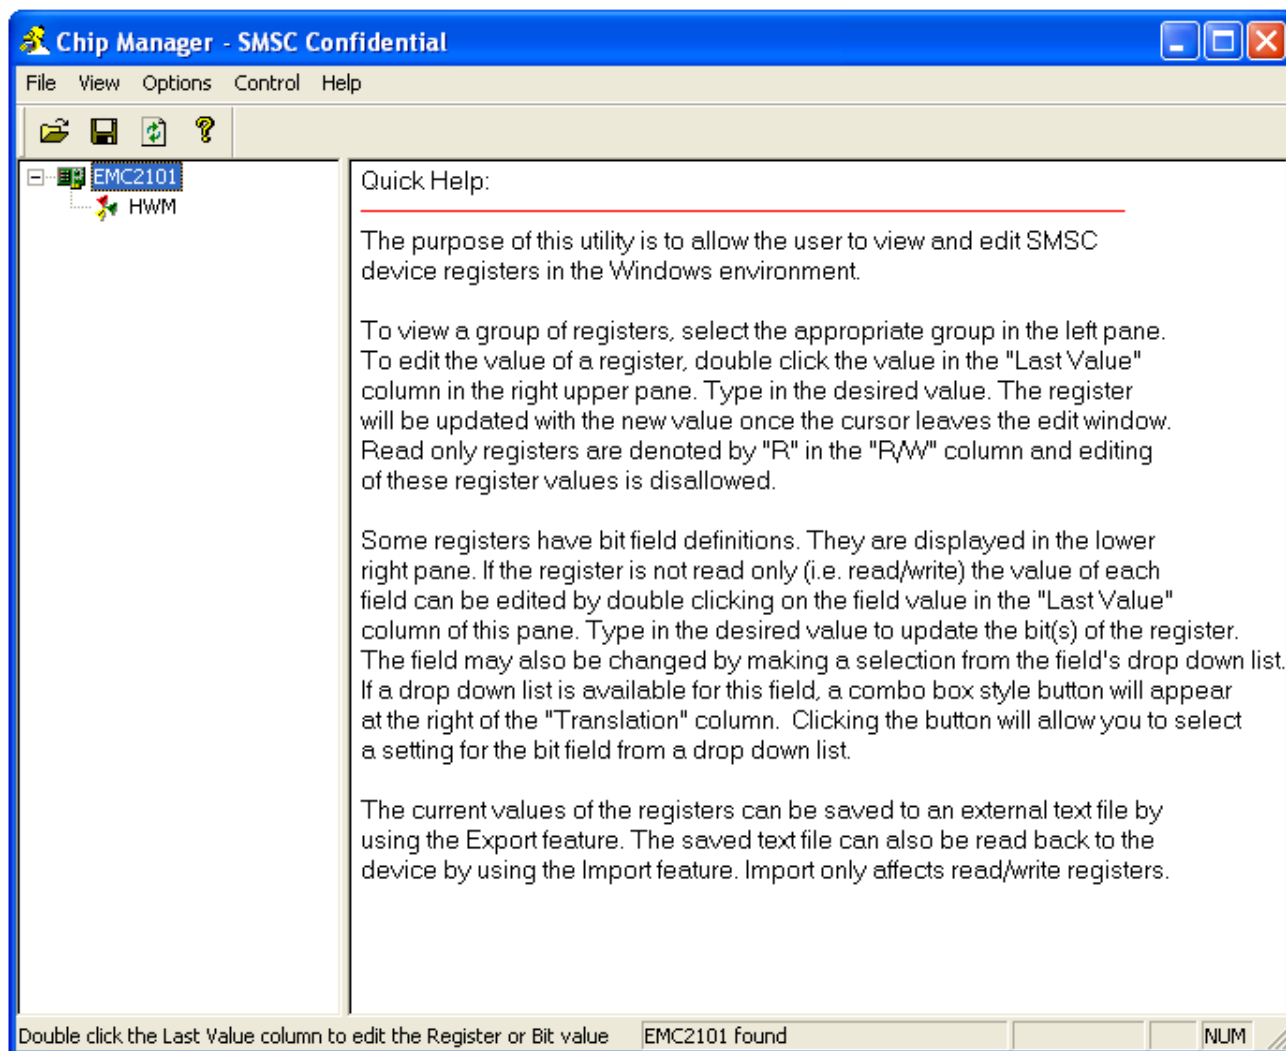 Chip Manager - SMSC Confidential
File View Options Control Help
EMC2101
HWM
Quick Help:
The purpose of this utility is to allow the user to view and edit SMSC
device registers in the Windows environment.
To view a group of registers, select the appropriate group in the left pane.
To edit the value of a register, double click the value in the "Last Value"
column in the right upper pane. Type in the desired value. The register
will be updated with the new value once the cursor leaves the edit window.
Read only registers are denoted by "R" in the "R/W" column and editing
of these register values is disallowed.
Some registers have bit field definitions. They are displayed in the lower
right pane. If the register is not read only (i.e. read/write) the value of each
field can be edited by double clicking on the field value in the "Last Value"
column of this pane. Type in the desired value to update the bit(s) of the register.
The field may also be changed by making a selection from the field's drop down list.
If a drop down list is available for this field, a combo box style button will appear
at the right of the "Translation" column.  Clicking the button will allow you to select
a setting for the bit field from a drop down list.
The current values of the registers can be saved to an external text file by
using the Export feature. The saved text file can also be read back to the
device by using the Import feature. Import only affects read/write registers.
Double click the Last Value column to edit the Register or Bit value EMC2101 found NUM